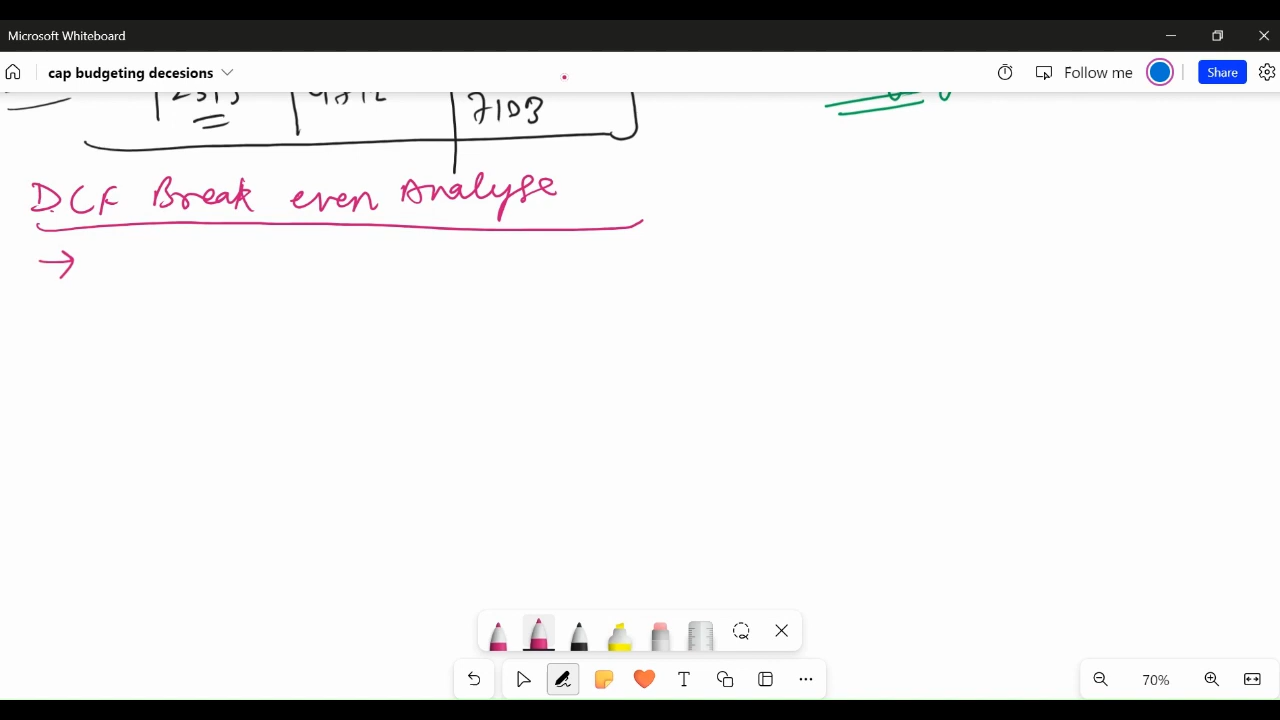 Microsoft Whiteboard
cap budgeting decesions
Follow me
Share
7103
DCF Break even Analyse
→
70%